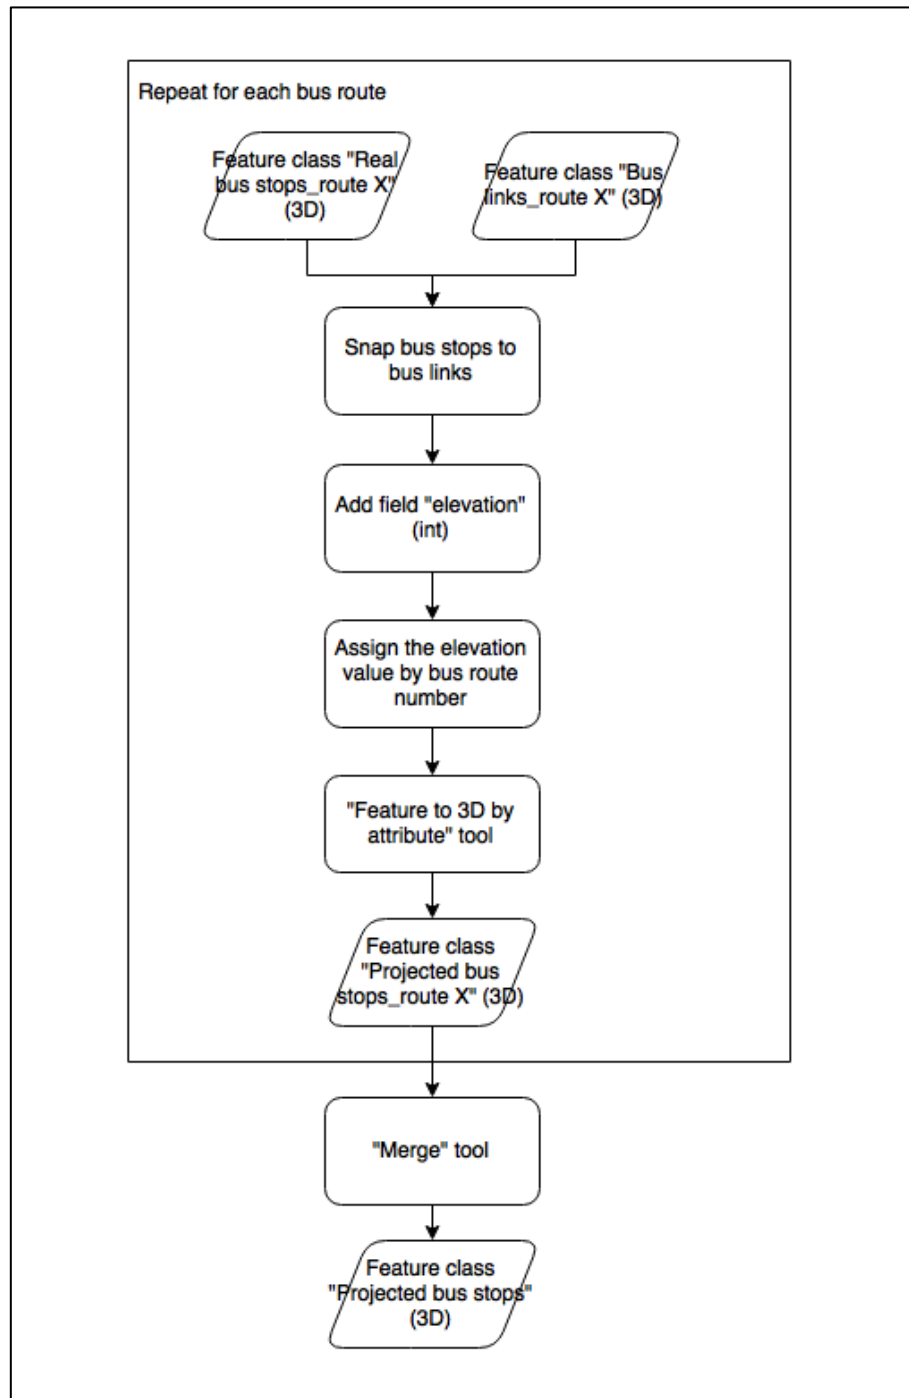 Repeat for each bus route
Feature class "Real
bus stops_route X"
(3D)
Feature class "Bus
links_route X" (3D)
Snap bus stops to
bus links
Add field "elevation"
(int)
Assign the elevation
value by bus route
number
"Feature to 3D by
attribute" tool
Feature class
"Projected bus
stops_route X" (3D)
"Merge" tool
Feature class
"Projected bus stops"
(3D)